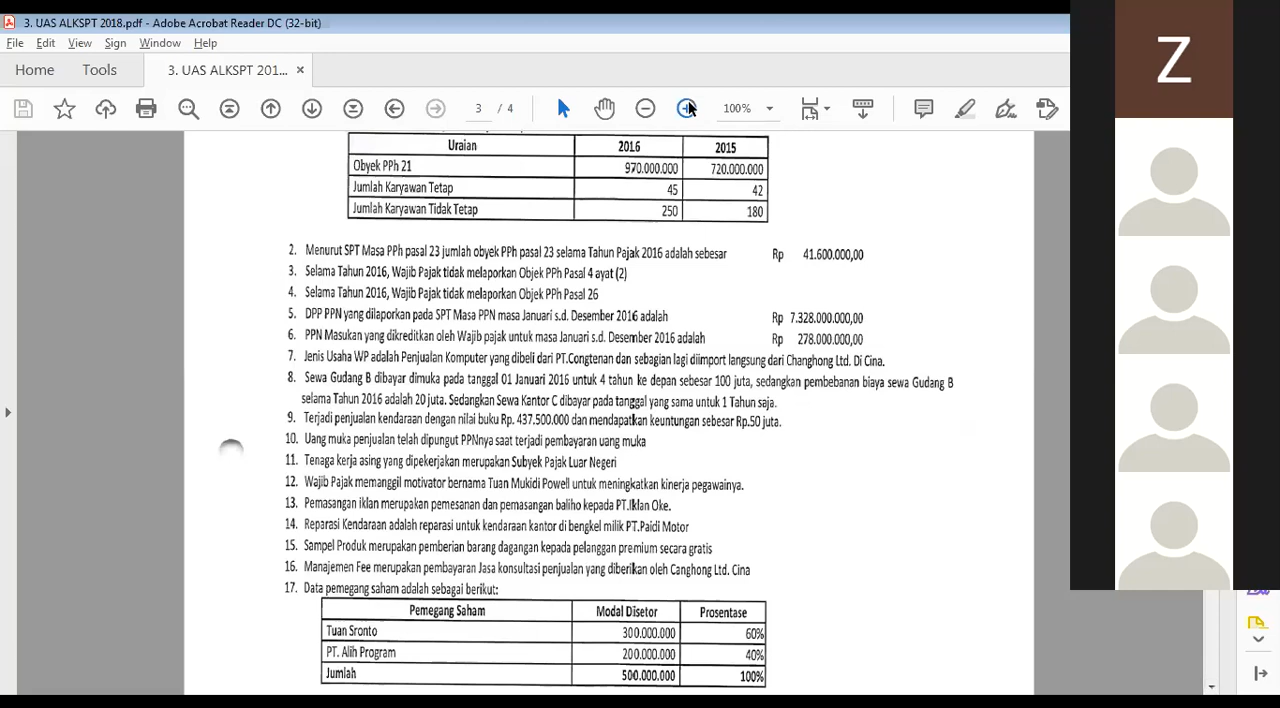 3. UAS ALKSPT 2018.pdf - Adobe Acrobat Reader DC (32-bit)
File Edit View Sign Window Help
Home Tools 3. UAS ALKSPT 201... ×
3 / 4 100%
Z
Uraian 2016 2015
Obyek PPh 21 970.000.000 720.000.000
Jumlah Karyawan Tetap 45 42
Jumlah Karyawan Tidak Tetap 250 180
2. Menurut SPT Masa PPh pasal 23 jumlah obyek PPh pasal 23 selama Tahun Pajak 2016 adalah sebesar Rp 41.600.000,00
3. Selama Tahun 2016, Wajib Pajak tidak melaporkan Objek PPh Pasal 4 ayat (2)
4. Selama Tahun 2016, Wajib Pajak tidak melaporkan Objek PPh Pasal 26
5. DPP PPN yang dilaporkan pada SPT Masa PPN masa Januari s.d. Desember 2016 adalah Rp 7.328.000.000,00
6. PPN Masukan yang dikreditkan oleh Wajib pajak untuk masa Januari s.d. Desember 2016 adalah Rp 278.000.000,00
7. Jenis Usaha WP adalah Penjualan Komputer yang dibeli dari PT.Congtenan dan sebagian lagi diimport langsung dari Changhong Ltd. Di Cina.
8. Sewa Gudang B dibayar dimuka pada tanggal 01 Januari 2016 untuk 4 tahun ke depan sebesar 100 juta, sedangkan pembebanan biaya sewa Gudang B
selama Tahun 2016 adalah 20 juta. Sedangkan Sewa Kantor C dibayar pada tanggal yang sama untuk 1 Tahun saja.
9. Terjadi penjualan kendaraan dengan nilai buku Rp. 437.500.000 dan mendapatkan keuntungan sebesar Rp.50 juta.
10. Uang muka penjualan telah dipungut PPNnya saat terjadi pembayaran uang muka
11. Tenaga kerja asing yang dipekerjakan merupakan Subyek Pajak Luar Negeri
12. Wajib Pajak memanggil motivator bernama Tuan Mukidi Powell untuk meningkatkan kinerja pegawainya.
13. Pemasangan iklan merupakan pemesanan dan pemasangan baliho kepada PT.Iklan Oke.
14. Reparasi Kendaraan adalah reparasi untuk kendaraan kantor di bengkel milik PT.Paidi Motor
15. Sampel Produk merupakan pemberian barang dagangan kepada pelanggan premium secara gratis
16. Manajemen Fee merupakan pembayaran Jasa konsultasi penjualan yang diberikan oleh Canghong Ltd. Cina
17. Data pemegang saham adalah sebagai berikut:
Pemegang Saham Modal Disetor Prosentase
Tuan Sronto 300.000.000 60%
PT. Alih Program 200.000.000 40%
Jumlah 500.000.000 100%